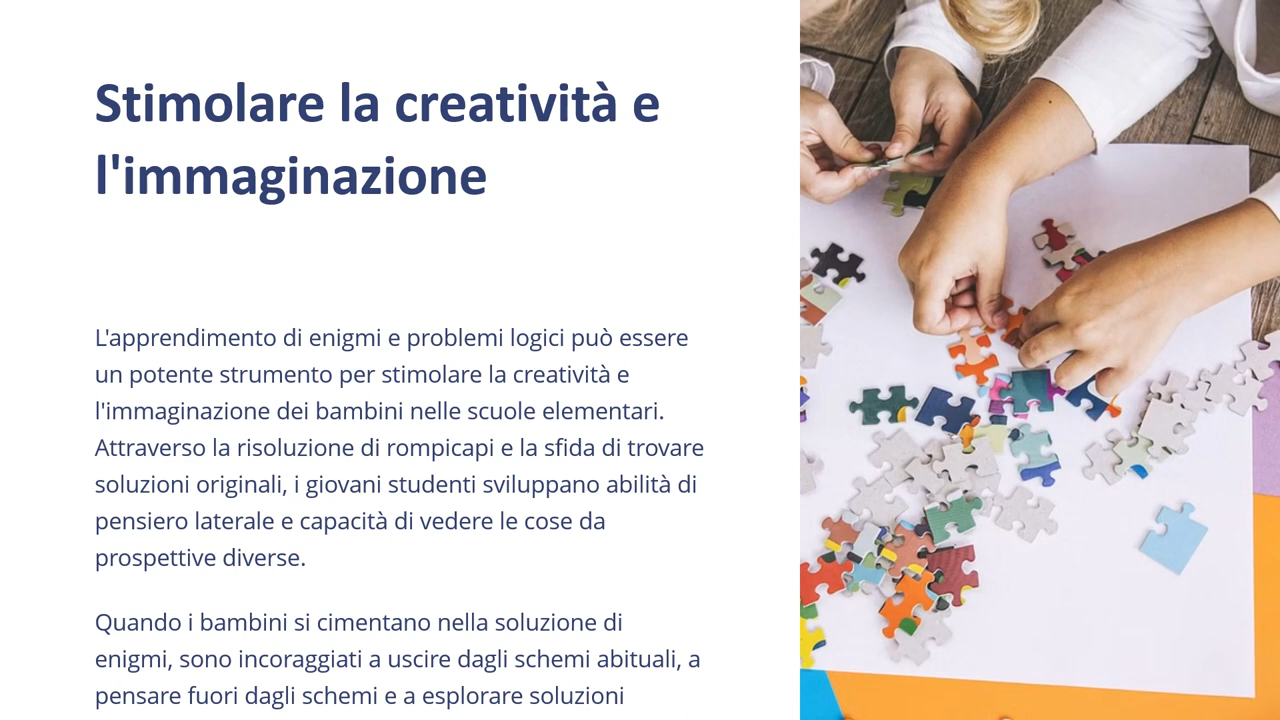 Stimolare la creatività e
l'immaginazione
L'apprendimento di enigmi e problemi logici può essere
un potente strumento per stimolare la creatività e
l'immaginazione dei bambini nelle scuole elementari.
Attraverso la risoluzione di rompicapi e la sfida di trovare
soluzioni originali, i giovani studenti sviluppano abilità di
pensiero laterale e capacità di vedere le cose da
prospettive diverse.
Quando i bambini si cimentano nella soluzione di
enigmi, sono incoraggiati a uscire dagli schemi abituali, a
pensare fuori dagli schemi e a esplorare soluzioni